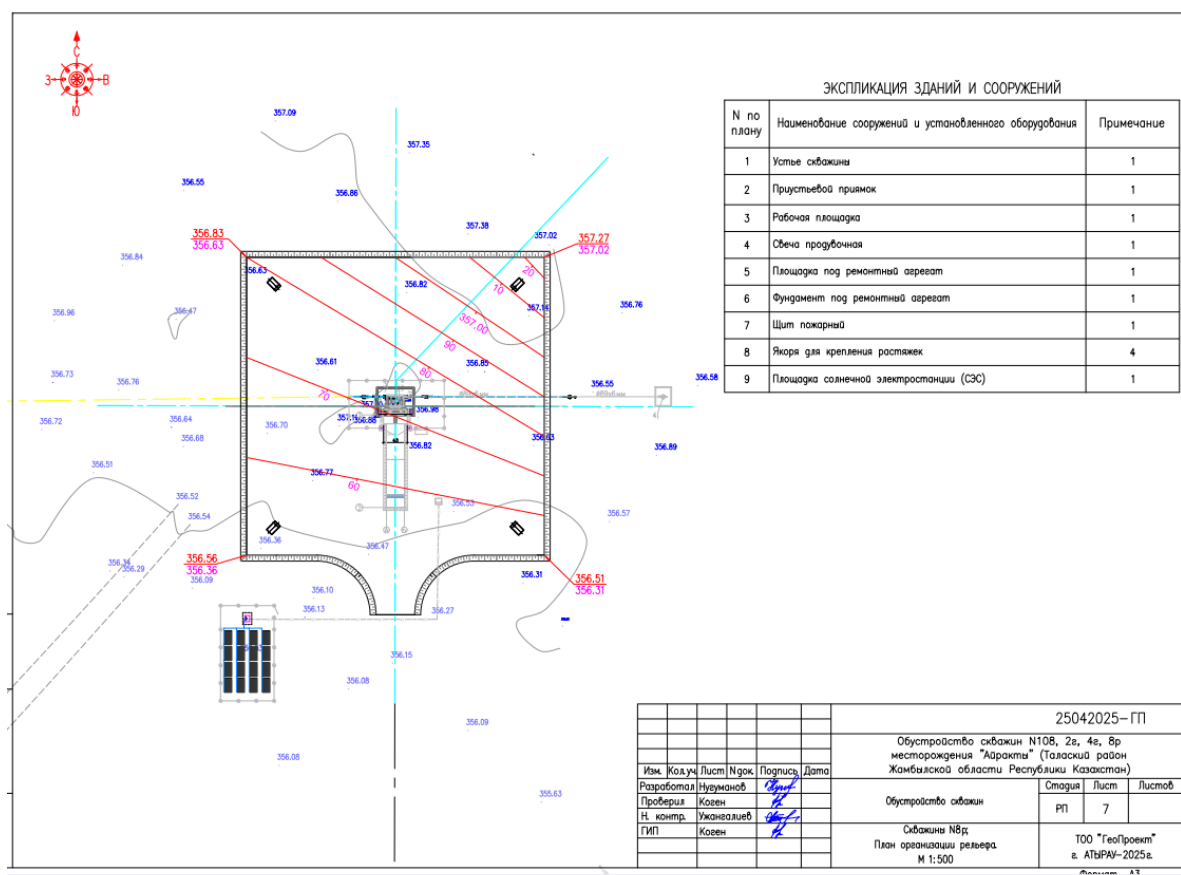 С
З
В
Ю
ЭКСПЛИКАЦИЯ ЗДАНИЙ И СООРУЖЕНИЙ
N по плану Наименование сооружений и установленного оборудования Примечание
1 Устье скважины 1
2 Приустьевой приямок 1
3 Рабочая площадка 1
4 Свеча продувочная 1
5 Площадка под ремонтный агрегат 1
6 Фундамент под ремонтный агрегат 1
7 Щит пожарный 1
8 Якоря для крепления растяжек 4
9 Площадка солнечной электростанции (СЭС) 1
357.09
357.35
356.55
356.86
357.38
357.02
356.83
356.63
357.27
357.02
356.84
356.63
20
10
356.82
357.14
356.76
356.96
356.47
357.00
90
356.61
356.85
80
356.73
356.76
70
356.55
356.58
356.72
356.64
356.70
356.98
356.68
356.82
356.63
356.89
356.51
356.77
60
356.52
356.53
356.54
356.57
356.36
356.47
356.56
356.36
356.29
356.09
356.31
356.51
356.31
356.10
356.13
356.27
356.15
356.08
356.09
356.08
355.63
4
25042025-ГП
Обустройство скважин N108, 2г, 4г, 8р
месторождения "Айракты" (Талаский район
Жамбылской области Республики Казахстан)
Изм. Кол.уч Лист Nдок. Подпись Дата
Разработал Нугуманов
Проверил Коген
Н. контр. Ужангалиев
ГИП Коген
Обустройство скважин
Стадия Лист Листов
РП 7
Скважины N8р;
План организации рельефа.
М 1:500
ТОО "ГеоПроект"
г. АТЫРАУ-2025г.
Формат А3